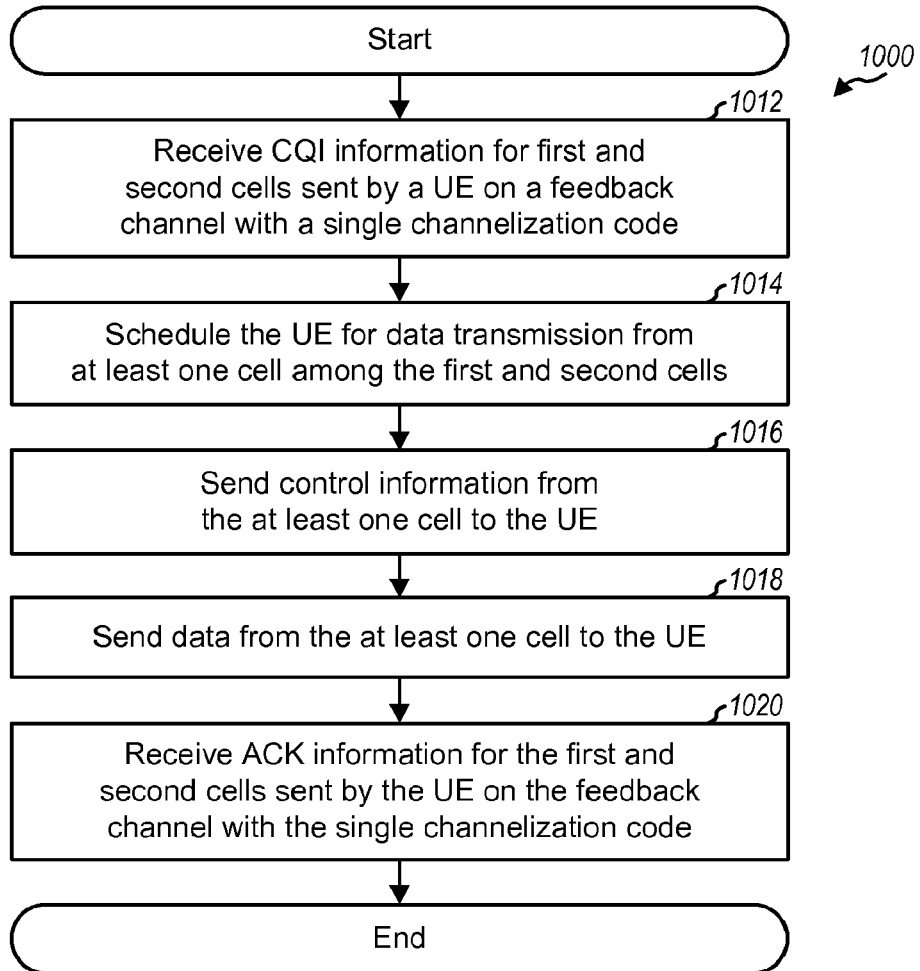 Start
1000
1012
Receive CQI information for first and
second cells sent by a UE on a feedback
channel with a single channelization code
1014
Schedule the UE for data transmission from
at least one cell among the first and second cells
1016
Send control information from
the at least one cell to the UE
1018
Send data from the at least one cell to the UE
1020
Receive ACK information for the first and
second cells sent by the UE on the feedback
channel with the single channelization code
End